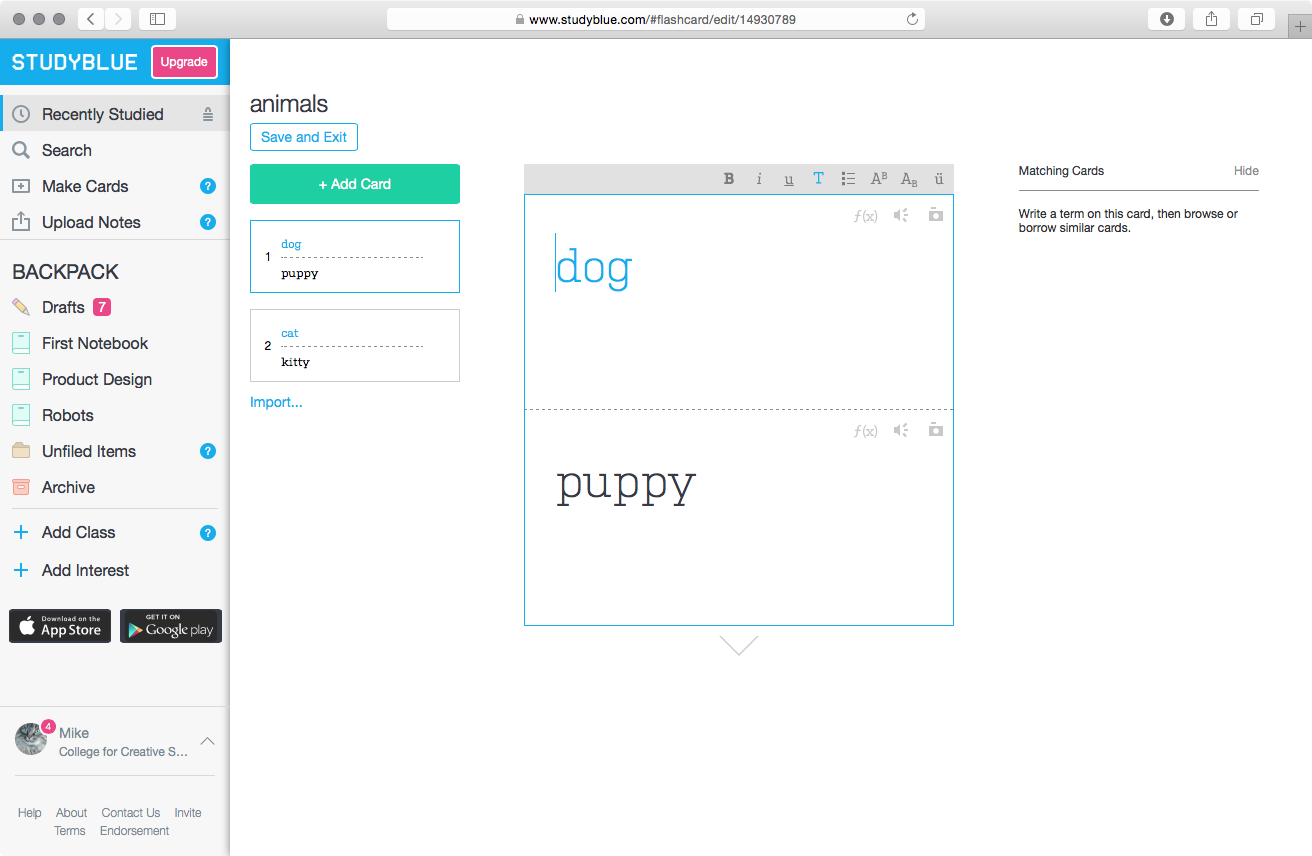 www.studyblue.com/#flashcard/edit/14930789
STUDYBLUE
Upgrade
Recently Studied
Search
Make Cards ?
Upload Notes ?
BACKPACK
Drafts 7
First Notebook
Product Design
Robots
Unfiled Items ?
Archive
Add Class ?
Add Interest
Download on the
App Store
GET IT ON
Google play
4
Mike
College for Creative S...
Help About Contact Us Invite
Terms Endorsement
animals
Save and Exit
+ Add Card
1
dog
puppy
2
cat
kitty
Import...
B i u T AB AB ü
f(x)
dog
f(x)
puppy
Matching Cards Hide
Write a term on this card, then browse or
borrow similar cards.